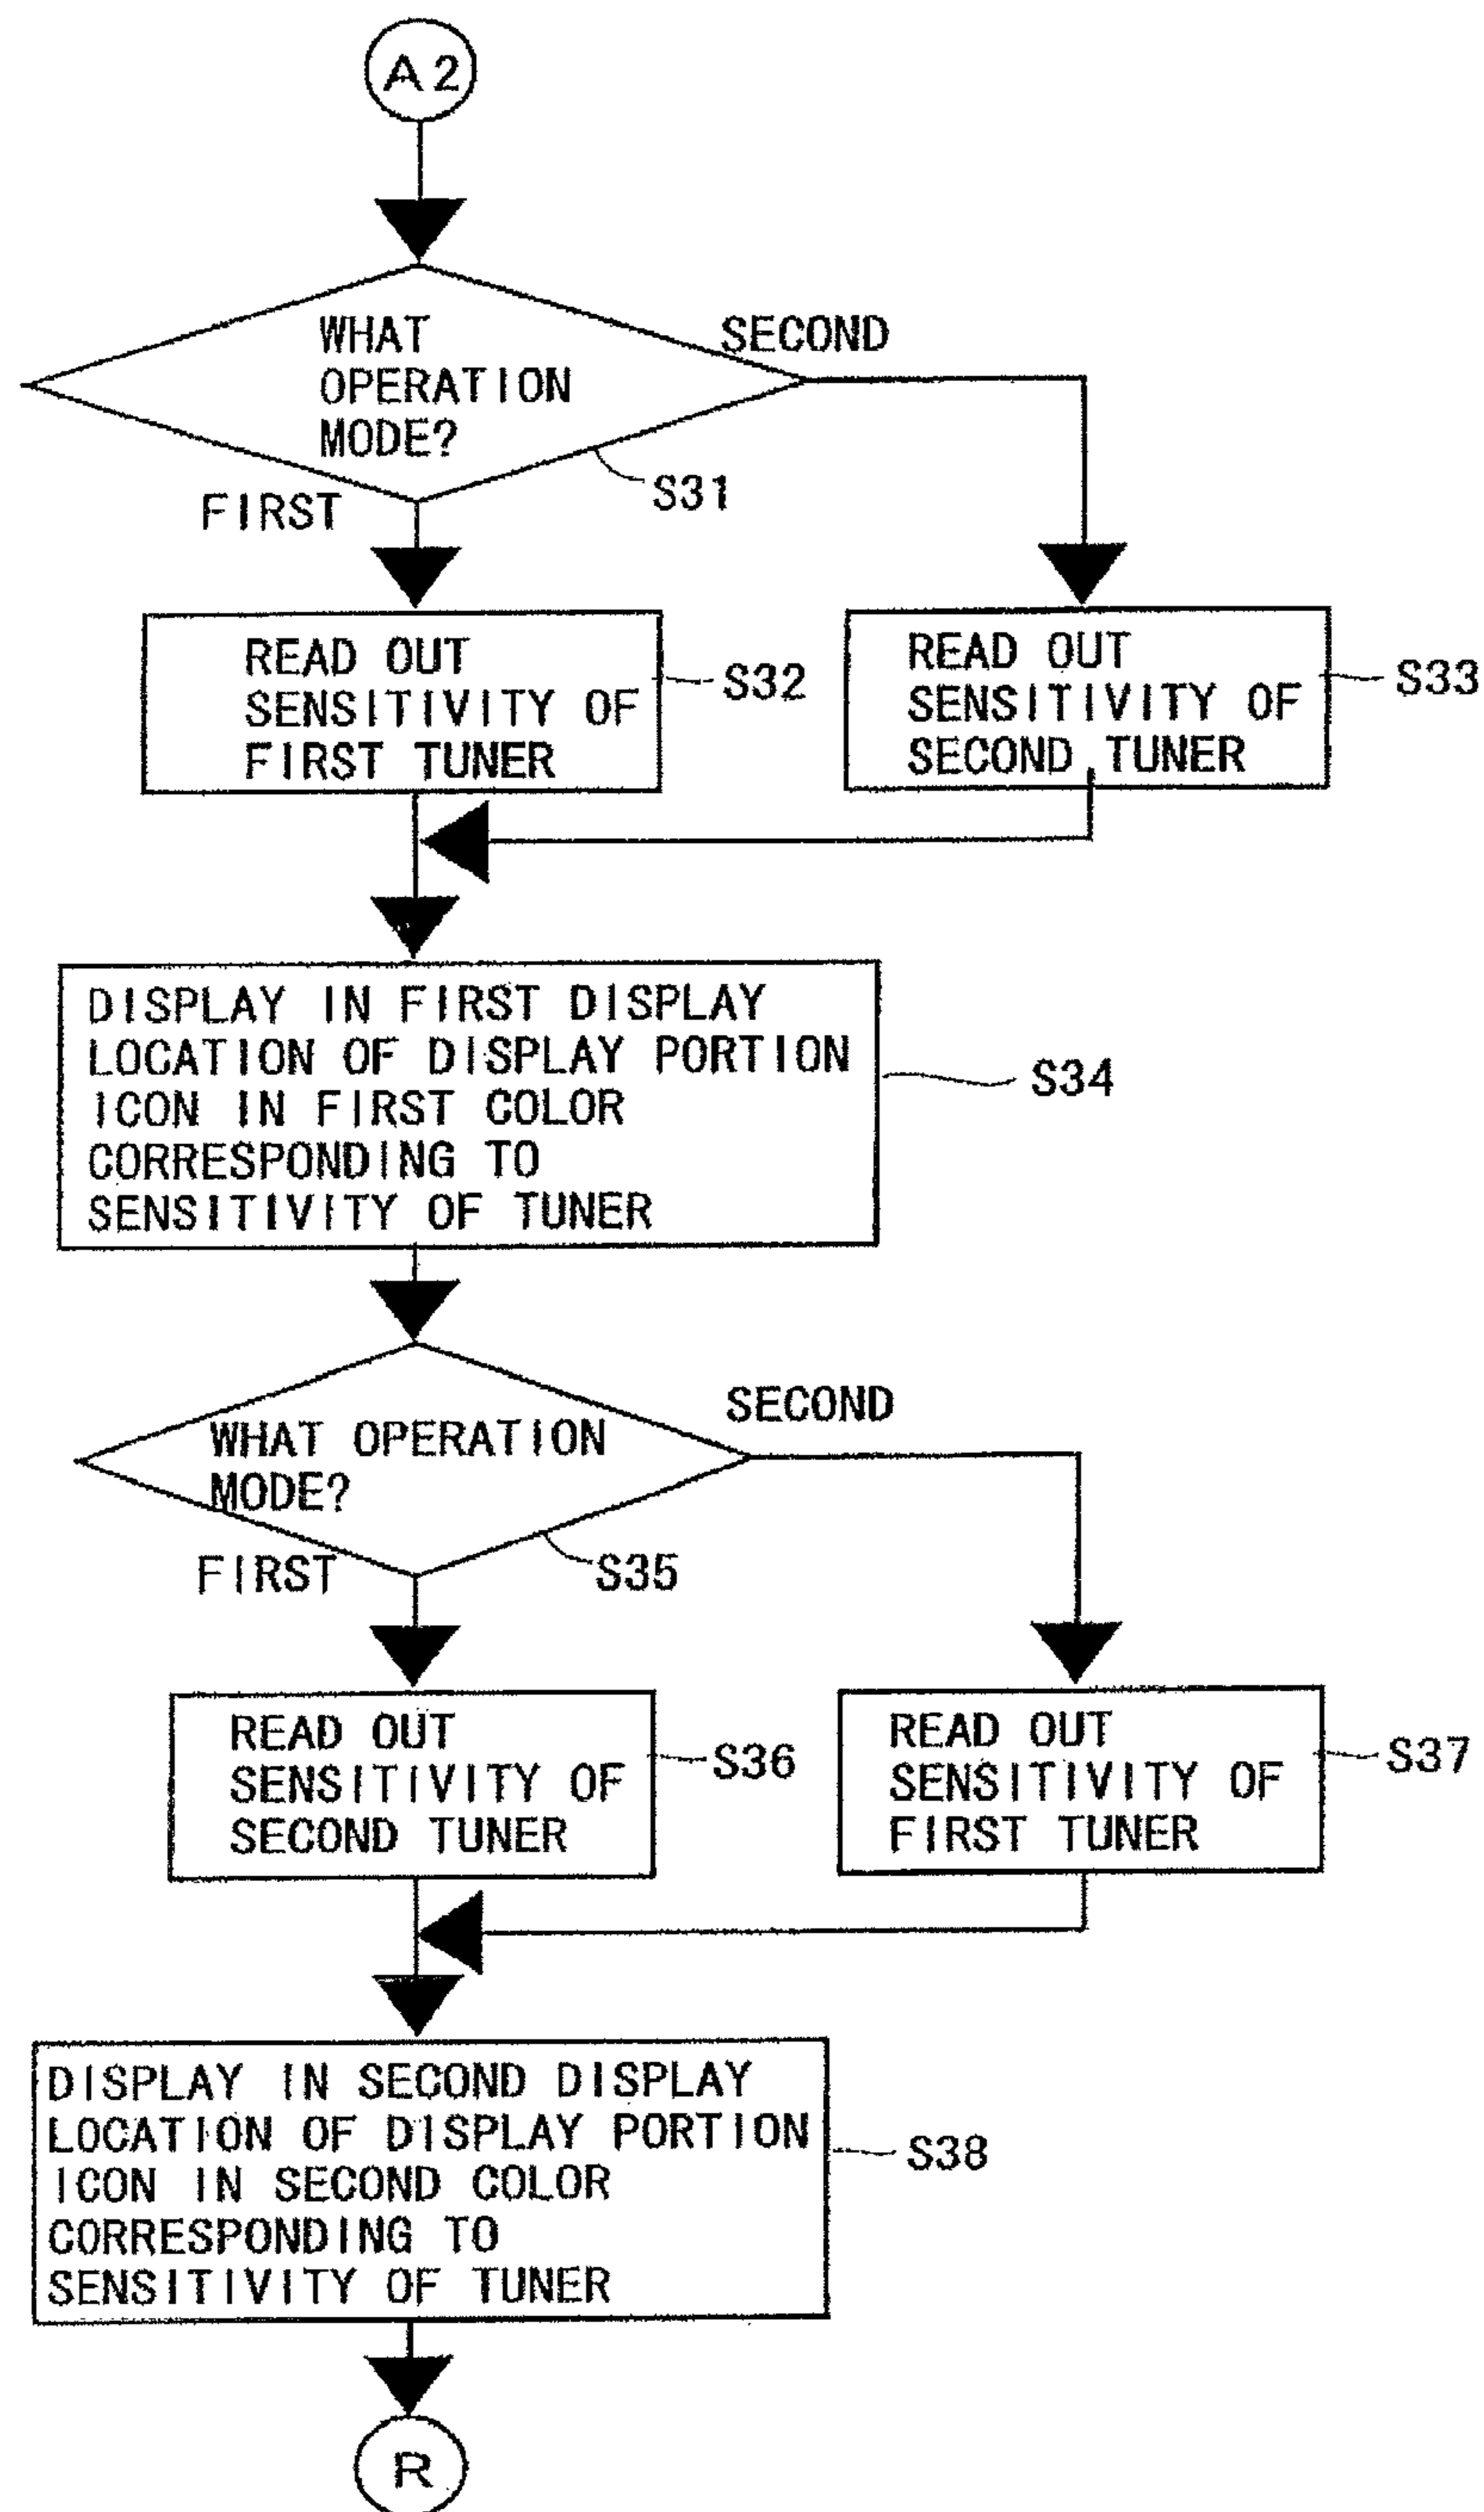 A2
WHAT
OPERATION
MODE?
SECOND
S31
FIRST
READ OUT
SENSITIVITY OF
FIRST TUNER
S32
READ OUT
SENSITIVITY OF
SECOND TUNER
S33
DISPLAY IN FIRST DISPLAY
LOCATION OF DISPLAY PORTION
ICON IN FIRST COLOR
CORRESPONDING TO
SENSITIVITY OF TUNER
S34
WHAT OPERATION
MODE?
SECOND
S35
FIRST
READ OUT
SENSITIVITY OF
SECOND TUNER
S36
READ OUT
SENSITIVITY OF
FIRST TUNER
S37
DISPLAY IN SECOND DISPLAY
LOCATION OF DISPLAY PORTION
ICON IN SECOND COLOR
CORRESPONDING TO
SENSITIVITY OF TUNER
S38
R